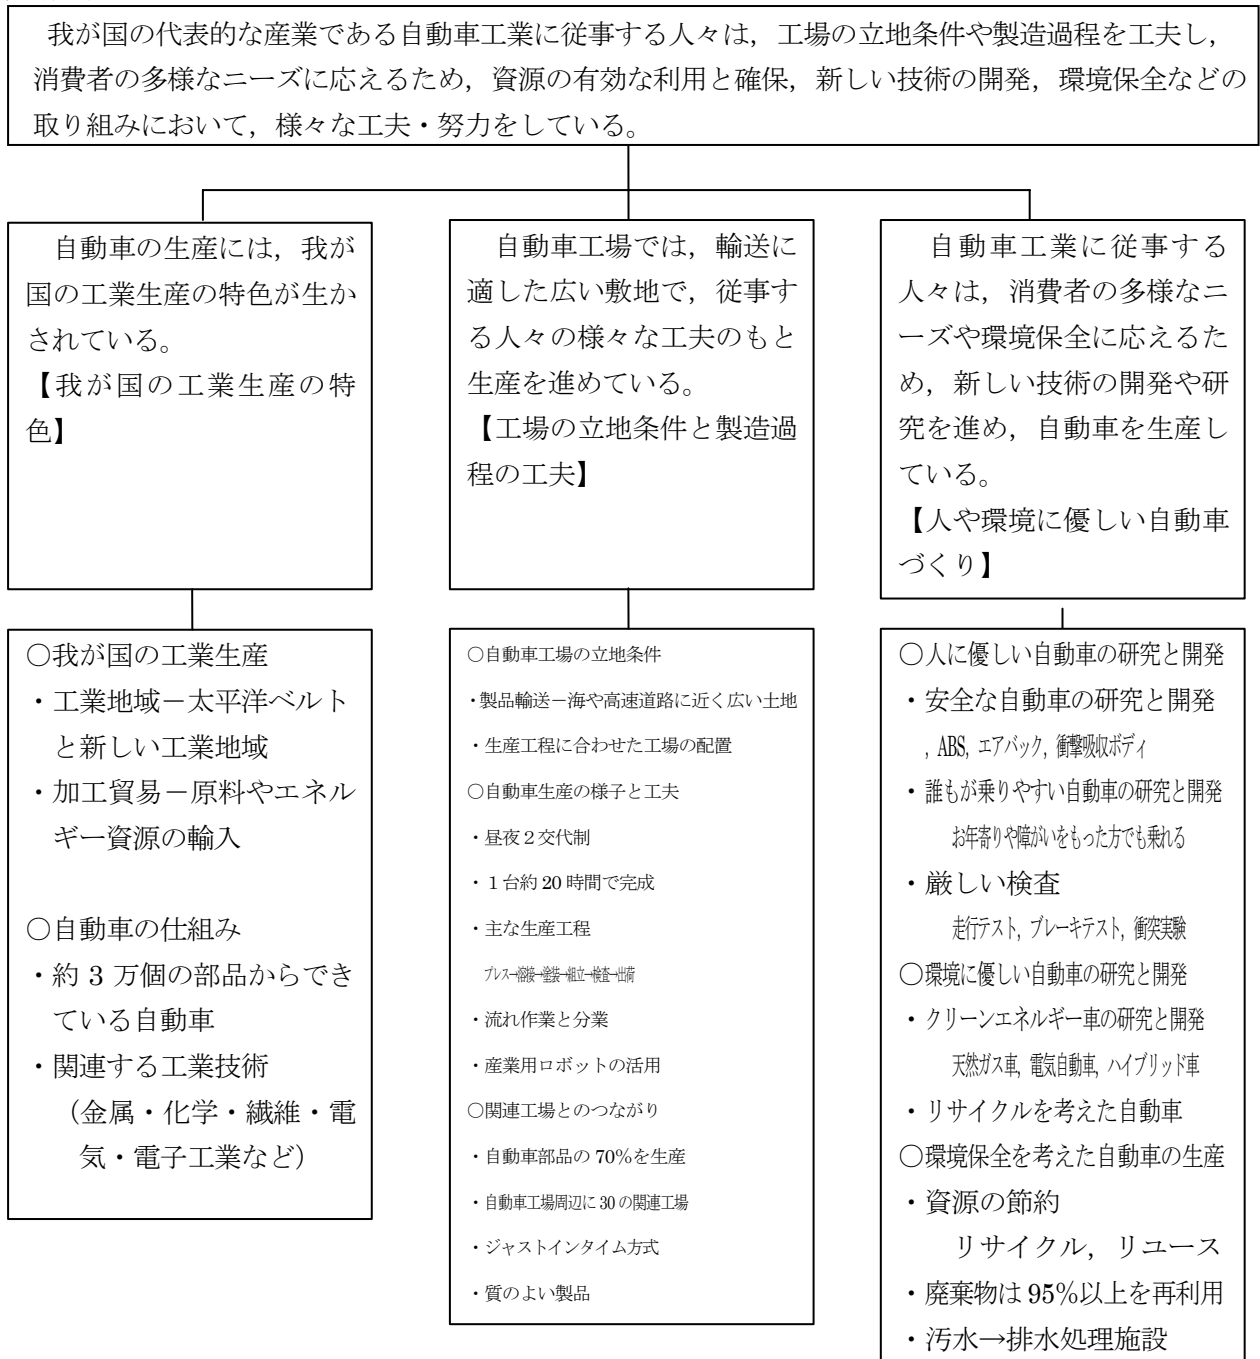 我が国の代表的な産業である自動車工業に従事する人々は，工場の立地条件や製造過程を工夫し，
消費者の多様なニーズに応えるため，資源の有効な利用と確保，新しい技術の開発，環境保全などの
取り組みにおいて，様々な工夫・努力をしている。
自動車の生産には，我が
国の工業生産の特色が生か
されている。
【我が国の工業生産の特
色】
自動車工場では，輸送に
適した広い敷地で，従事す
る人々の様々な工夫のもと
生産を進めている。
【工場の立地条件と製造過
程の工夫】
自動車工業に従事する
人々は，消費者の多様なニ
ーズや環境保全に応えるた
め，新しい技術の開発や研
究を進め，自動車を生産し
ている。
【人や環境に優しい自動車
づくり】
○我が国の工業生産
・工業地域－太平洋ベルト
と新しい工業地域
・加工貿易－原料やエネル
ギー資源の輸入
○自動車の仕組み
・約 3 万個の部品からでき
ている自動車
・関連する工業技術
（金属・化学・繊維・電
気・電子工業など）
○自動車工場の立地条件
・製品輸送－海や高速道路に近く広い土地
・生産工程に合わせた工場の配置
○自動車生産の様子と工夫
・昼夜２交代制
・１台約 20 時間で完成
・主な生産工程
プレス→溶接→塗装→組立→検査→出荷
・流れ作業と分業
・産業用ロボットの活用
○関連工場とのつながり
・自動車部品の 70％を生産
・自動車工場周辺に 30 の関連工場
・ジャストインタイム方式
・質のよい製品
○人に優しい自動車の研究と開発
・安全な自動車の研究と開発
，ABS，エアバック，衝撃吸収ボディ
・誰もが乗りやすい自動車の研究と開発
お年寄りや障がいをもった方でも乗れる
・厳しい検査
走行テスト，ブレーキテスト，衝突実験
○環境に優しい自動車の研究と開発
・クリーンエネルギー車の研究と開発
天然ガス車，電気自動車，ハイブリッド車
・リサイクルを考えた自動車
○環境保全を考えた自動車の生産
・資源の節約
リサイクル，リユース
・廃棄物は 95％以上を再利用
・汚水→排水処理施設